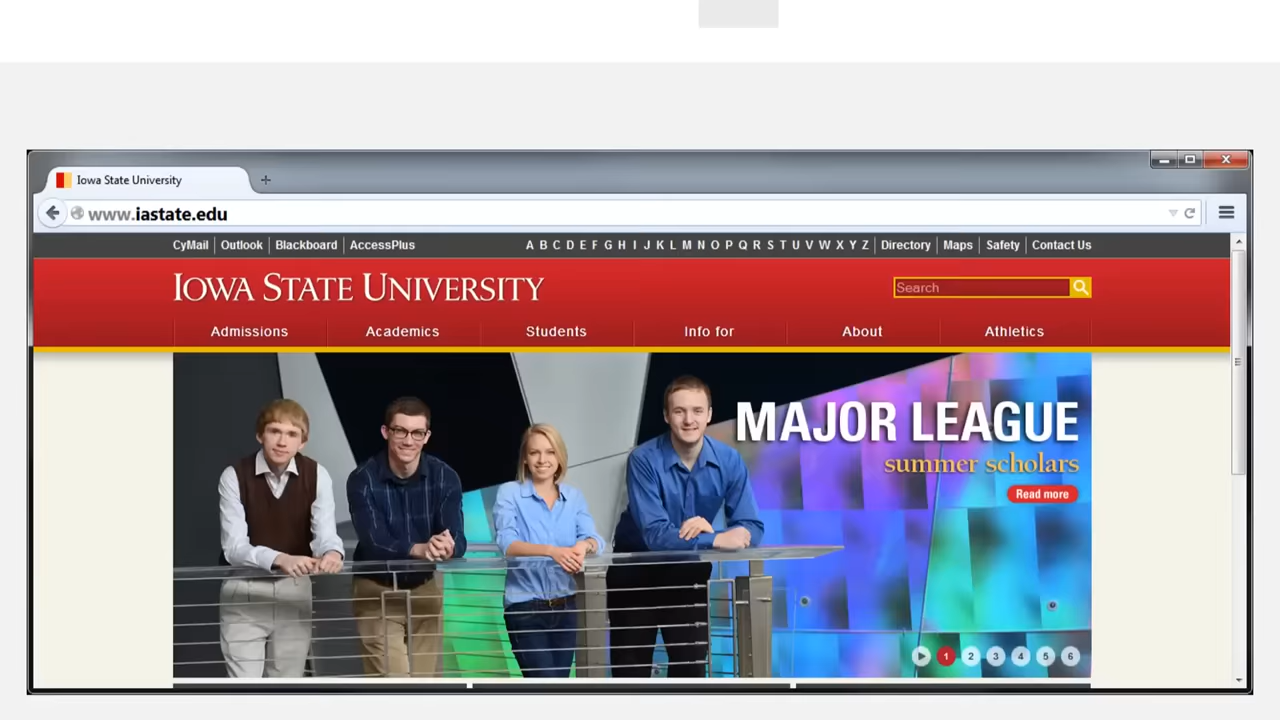 Iowa State University
www.iastate.edu
CyMail Outlook Blackboard AccessPlus A B C D E F G H I J K L M N O P Q R S T U V W X Y Z Directory Maps Safety Contact Us
IOWA STATE UNIVERSITY
Search
Admissions Academics Students Info for About Athletics
MAJOR LEAGUE
summer scholars
Read more
1 2 3 4 5 6